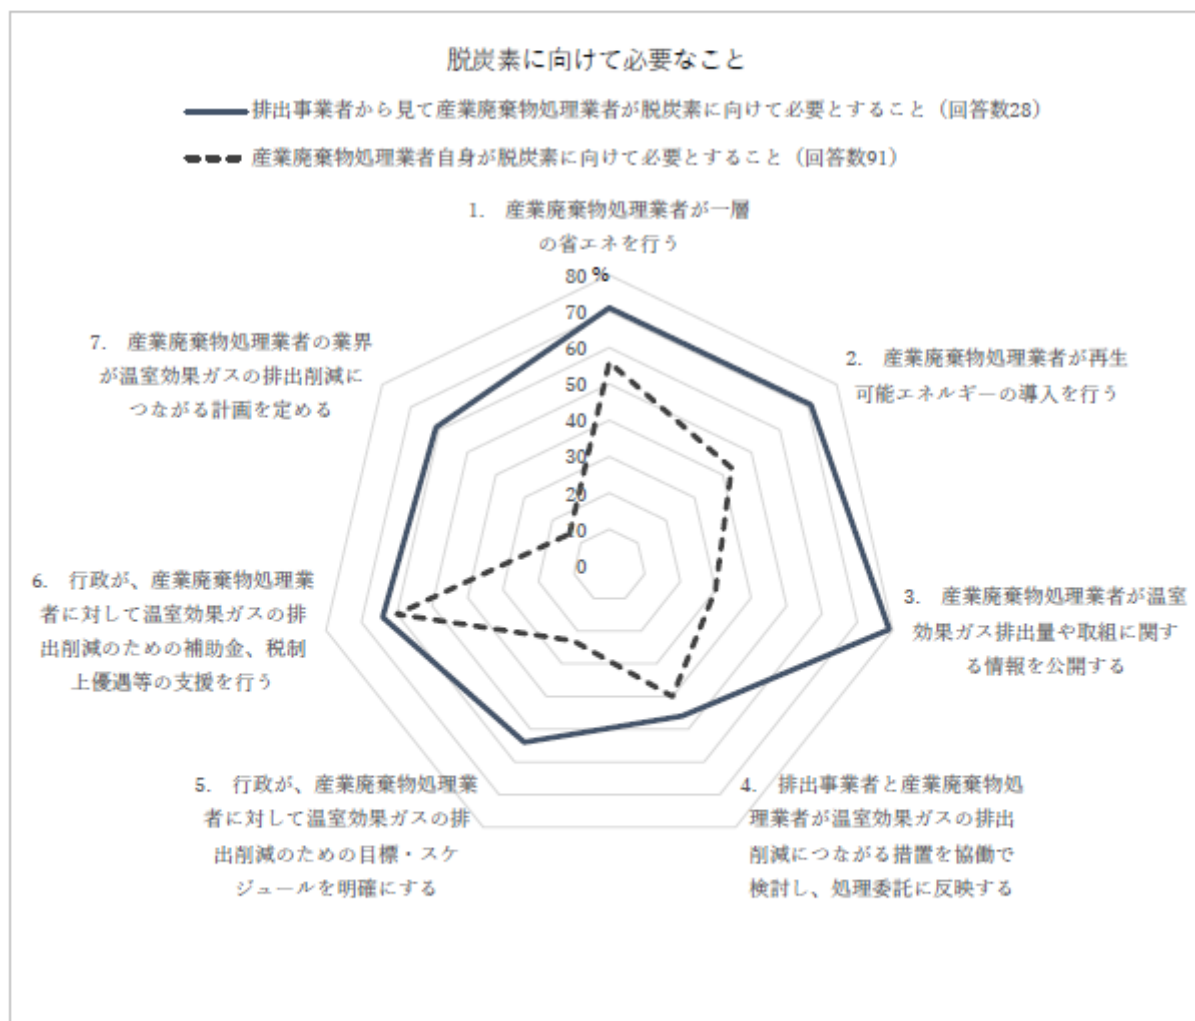 脱炭素に向けて必要なこと
排出事業者から見て産業廃棄物処理業者が脱炭素に向けて必要とすること（回答数28）
産業廃棄物処理業者自身が脱炭素に向けて必要とすること（回答数91）
1.　産業廃棄物処理業者が一層
の省エネを行う
80 %
70
60
50
40
30
20
10
0
2.　産業廃棄物処理業者が再生
可能エネルギーの導入を行う
3.　産業廃棄物処理業者が温室
効果ガス排出量や取組に関す
る情報を公開する
4.　排出事業者と産業廃棄物処
理業者が温室効果ガスの排出
削減につながる措置を協働で
検討し、処理委託に反映する
5.　行政が、産業廃棄物処理業
者に対して温室効果ガスの排
出削減のための目標・スケ
ジュールを明確にする
6.　行政が、産業廃棄物処理業
者に対して温室効果ガスの排
出削減のための補助金、税制
上優遇等の支援を行う
7.　産業廃棄物処理業者の業界
が温室効果ガスの排出削減に
つながる計画を定める